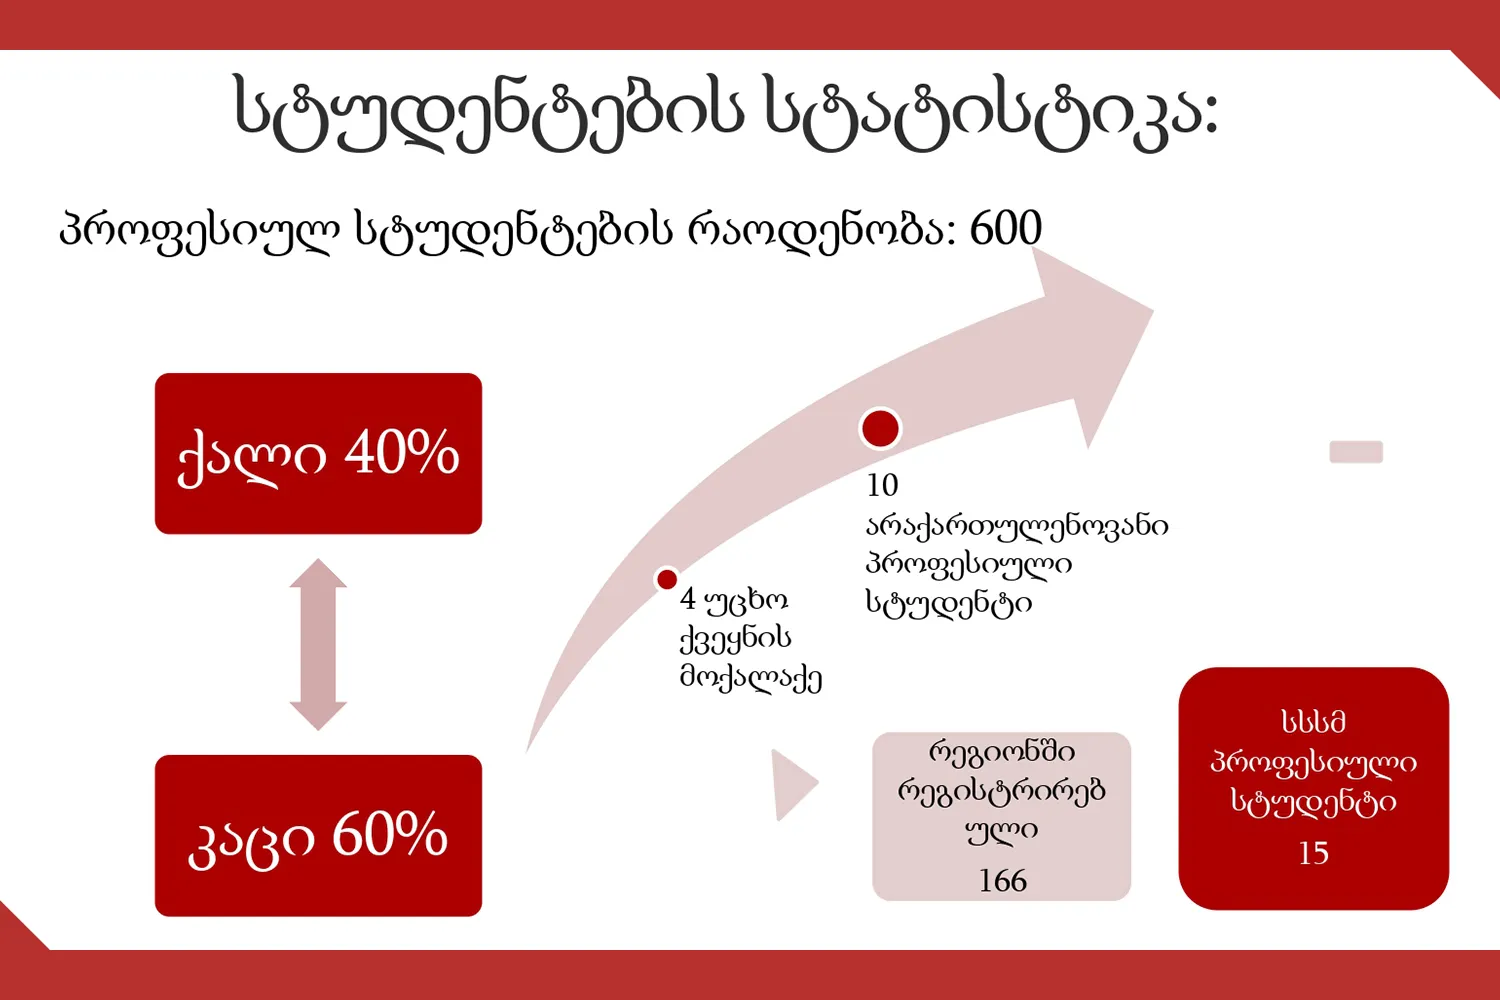 სტუდენტების სტატისტიკა:
პროფესიულ სტუდენტების რაოდენობა: 600
ქალი 40%
კაცი 60%
4 უცხო
ქვეყნის
მოქალაქე
10
არაქართულენოვანი
პროფესიული
სტუდენტი
რეგიონში
რეგისტრირებ
ული
166
სსსმ
პროფესიული
სტუდენტი
15